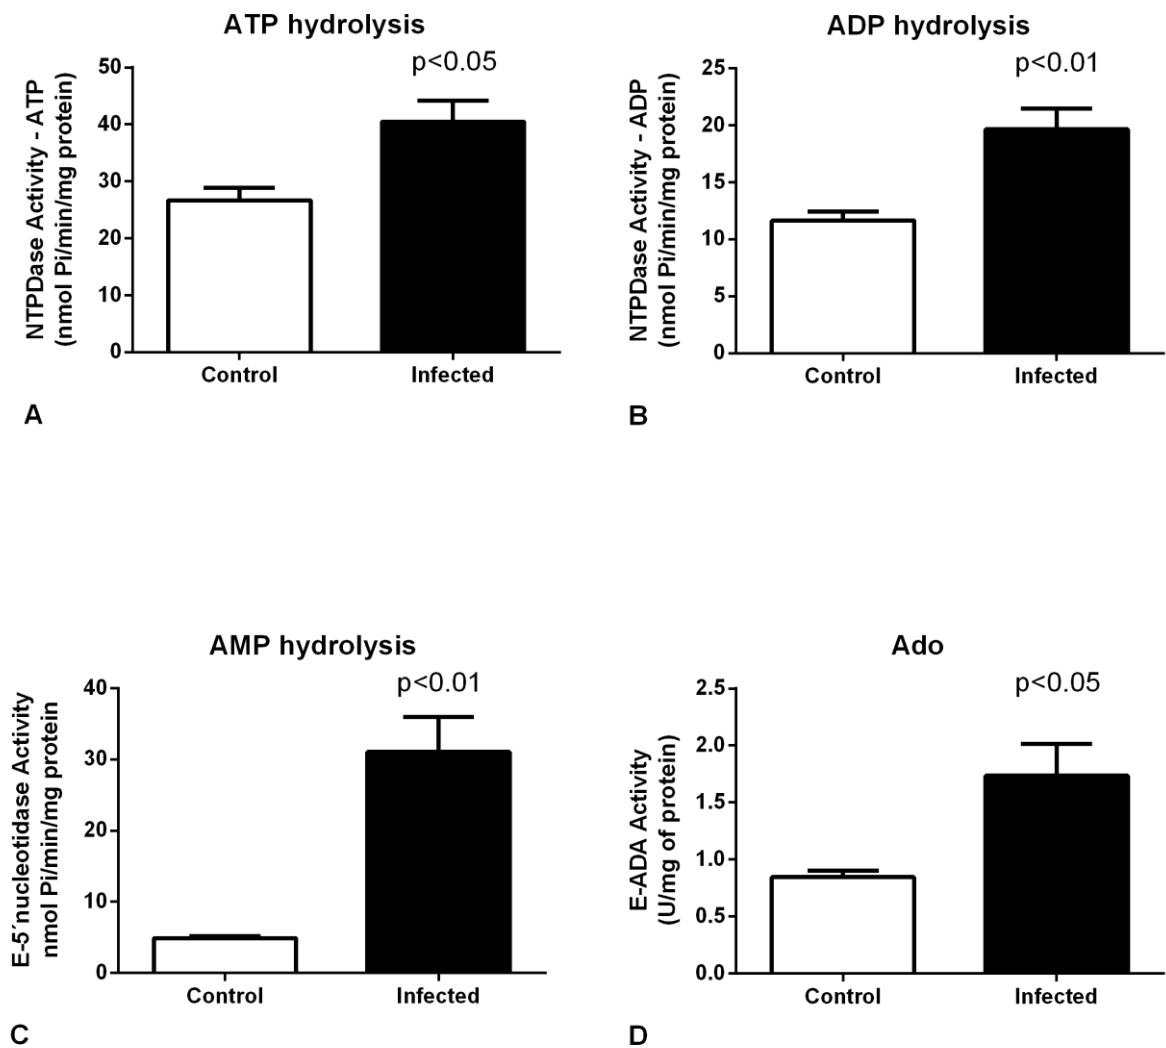 ATP hydrolysis
p<0.05
NTPDase Activity - ATP
(nmol Pi/min/mg protein)
50
40
30
20
10
0
Control Infected
A
ADP hydrolysis
p<0.01
NTPDase Activity - ADP
(nmol Pi/min/mg protein)
25
20
15
10
5
0
Control Infected
B
AMP hydrolysis
p<0.01
E-5´nucleotidase Activity
nmol Pi/min/mg protein
40
30
20
10
0
Control Infected
C
Ado
p<0.05
E-ADA Activity
(U/mg of protein)
2.5
2.0
1.5
1.0
0.5
0.0
Control Infected
D